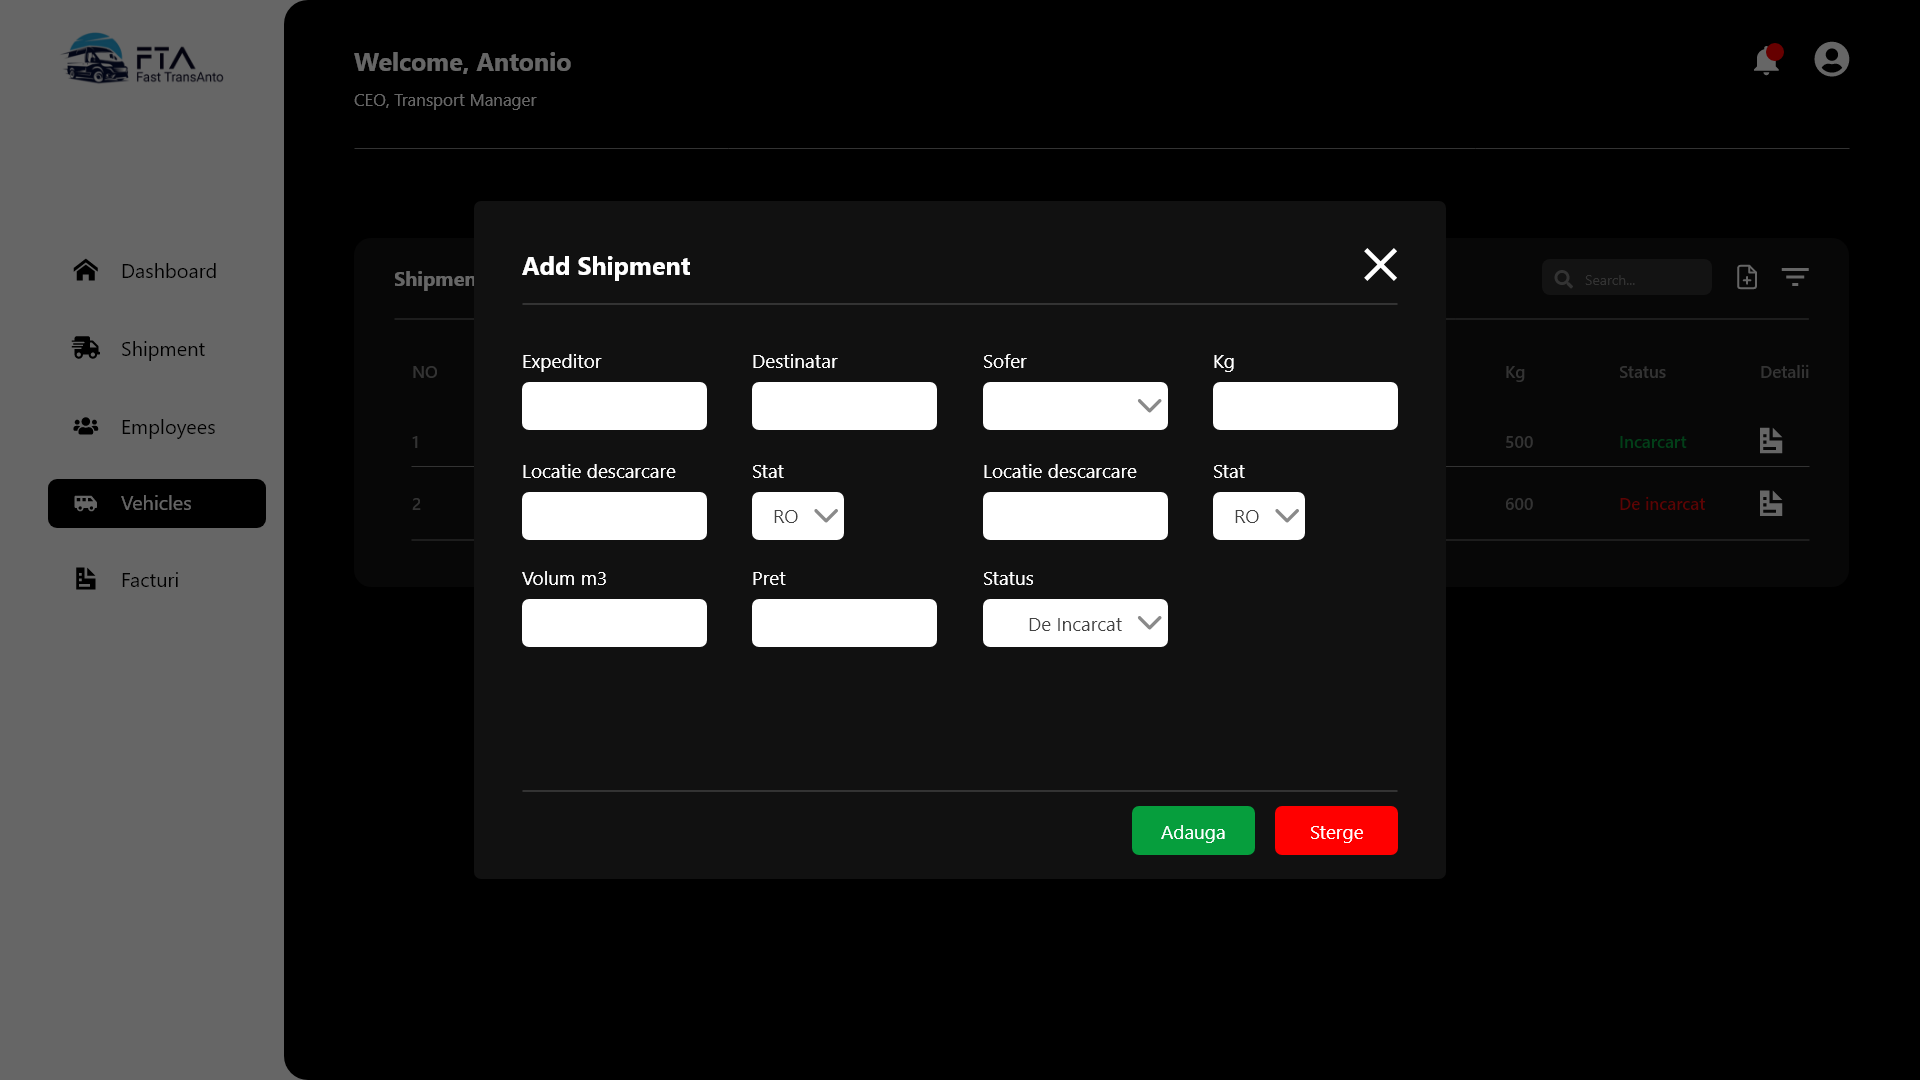 FTA
Fast TransAnto
Welcome, Antonio
CEO, Transport Manager
Dashboard
Shipment
Employees
Vehicles
Facturi
Shipmen
Search...
NO
Kg
Status
Detalii
1
500
Incarcart
2
600
De incarcat
Add Shipment
Expeditor
Destinatar
Sofer
Kg
Locatie descarcare
Stat
Locatie descarcare
Stat
RO
RO
Volum m3
Pret
Status
De Incarcat
Adauga
Sterge